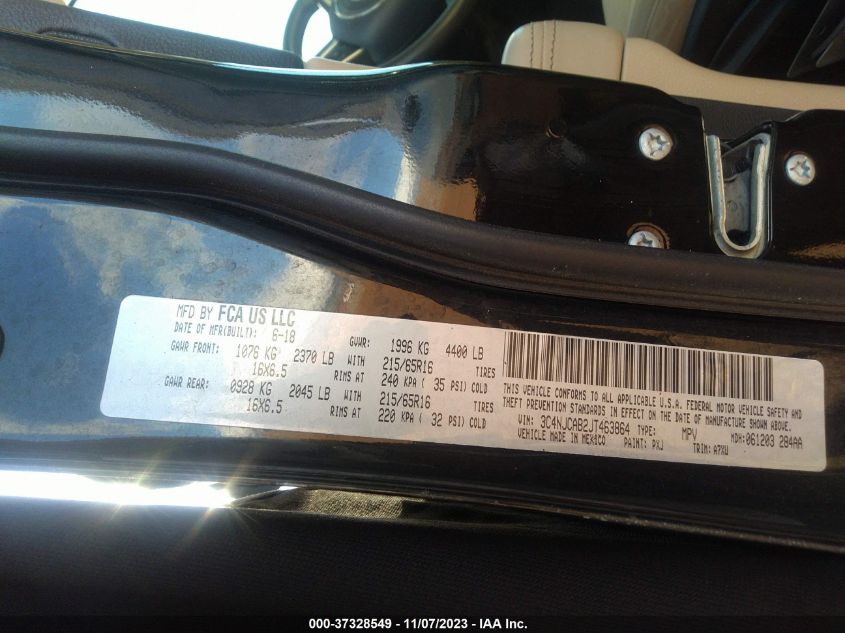 MFD BY FCA US LLC
DATE OF MFR(BUILT): 6-18 GVWR: 1996 KG 4400 LB
GAWR FRONT: 1076 KG 2370 LB WITH 215/65R16 TIRES
16X6.5 RIMS AT 240 KPA ( 35 PSI) COLD
GAWR REAR: 0928 KG 2045 LB WITH 215/65R16 TIRES
16X6.5 RIMS AT 220 KPA ( 32 PSI) COLD
THIS VEHICLE CONFORMS TO ALL APPLICABLE U.S.A. FEDERAL MOTOR VEHICLE SAFETY AND
THEFT PREVENTION STANDARDS IN EFFECT ON THE DATE OF MANUFACTURE SHOWN ABOVE.
VIN: 3C4NJCAB2JT463864 TYPE: MPV MDH:061203 284AA
VEHICLE MADE IN MEXICO PAINT: PXJ TRIM: A7XU
000-37328549 - 11/07/2023 - IAA Inc.